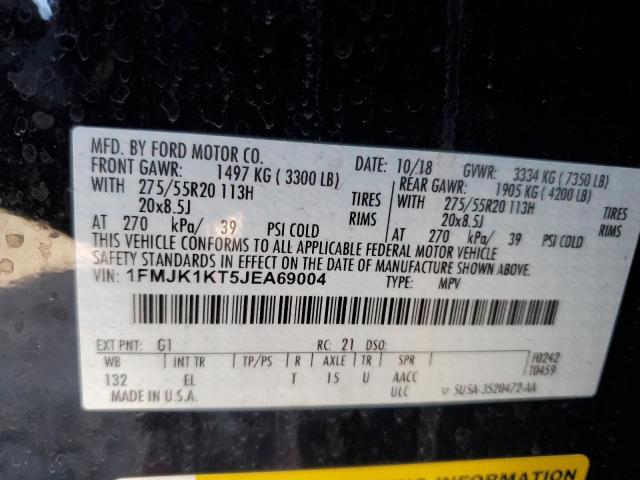 MFD. BY FORD MOTOR CO.
DATE: 10/18 GVWR: 3334 KG (7350 LB)
FRONT GAWR: 1497 KG (3300 LB)
REAR GAWR: 1905 KG (4200 LB)
WITH 275/55R20 113H TIRES
WITH 275/55R20 113H TIRES
20x8.5J RIMS
20x8.5J RIMS
AT 270 kPa/ 39 PSI COLD
AT 270 kPa/ 39 PSI COLD
THIS VEHICLE CONFORMS TO ALL APPLICABLE FEDERAL MOTOR VEHICLE
SAFETY STANDARDS IN EFFECT ON THE DATE OF MANUFACTURE SHOWN ABOVE.
VIN: 1FMJK1KT5JEA69004 TYPE: MPV
EXT PNT: G1 RC: 21 DSO:
WB INT TR TP/PS R AXLE TR SPR
F0242
T0459
132 EL T 15 U AACC
ULC
MADE IN U.S.A.
5U5A-3520472-AA
INFORMATION